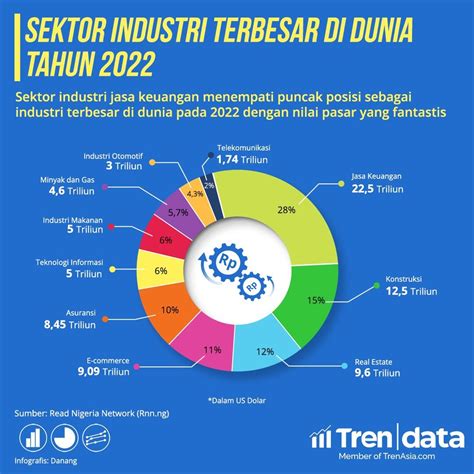 SEKTOR INDUSTRI TERBESAR DI DUNIA
TAHUN 2022
Sektor industri jasa keuangan menempati puncak posisi sebagai
industri terbesar di dunia pada 2022 dengan nilai pasar yang fantastis
Telekomunikasi
1,74 Triliun
Industri Otomotif
3 Triliun
Minyak dan Gas
4,6 Triliun
Industri Makanan
5 Triliun
Teknologi Informasi
5 Triliun
Asuransi
8,45 Triliun
E-commerce
9,09 Triliun
Jasa Keuangan
22,5 Triliun
Konstruksi
12,5 Triliun
Real Estate
9,6 Triliun
2%
4,3%
5,7%
6%
6%
10%
11%
12%
15%
28%
Rp
Rp
*Dalam US Dolar
Sumber: Read Nigeria Network (Rnn.ng)
Infografis: Danang
Tren|data
Member of TrenAsia.com